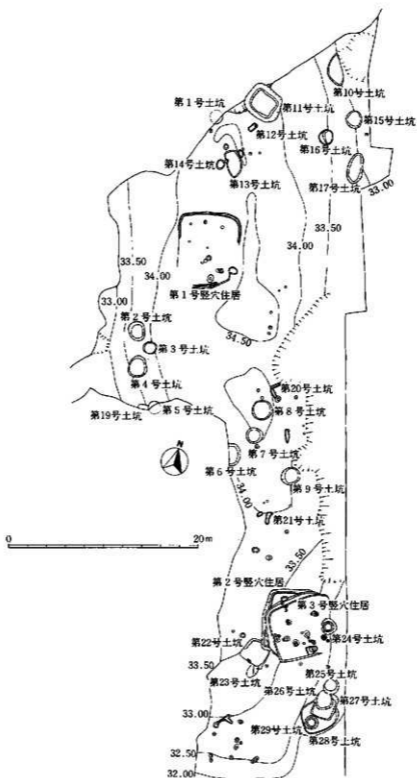 第10号土坑
第1号土坑
第11号土坑
第15号土坑
第12号土坑
第16号土坑
第14号土坑
第13号土坑
第17号土坑
33.00
33.50
34.00
33.50
34.00
33.00
第1号竪穴住居
第2号土坑
34.50
第3号土坑
第4号土坑
第20号土坑
第19号土坑
第5号土坑
第8号土坑
第7号土坑
N
第6号土坑
第9号土坑
34.00
第21号土坑
0
20m
33.50
第2号竪穴住居
第3号竪穴住居
第22号土坑
第24号土坑
33.50
第23号土坑
第25号土坑
第26号土坑
第27号土坑
33.00
第29号土坑
第28号土坑
32.50
32.00